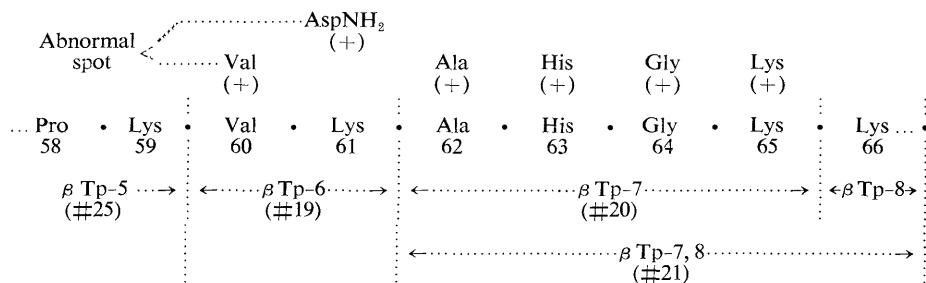 AspNH₂
(+)
Abnormal
spot
Val Ala His Gly Lys
(+) (+) (+) (+) (+)
... Pro • Lys • Val • Lys • Ala • His • Gly • Lys • Lys ... •
58 59 60 61 62 63 64 65 66
β Tp-5 β Tp-6 β Tp-7 β Tp-8
(#25) (#19) (#20)
β Tp-7, 8
(#21)